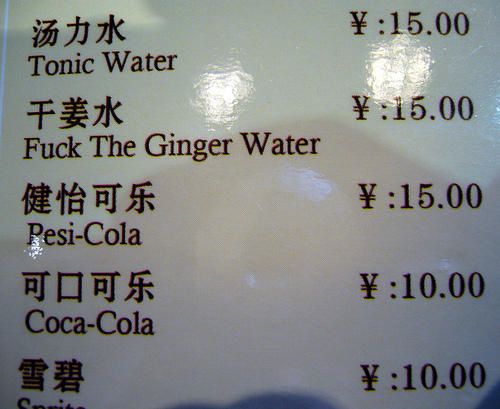 汤力水 ¥:15.00
Tonic Water
干姜水 ¥:15.00
Fuck The Ginger Water
健怡可乐 ¥:15.00
Pesi-Cola
可口可乐 ¥:10.00
Coca-Cola
雪碧 ¥:10.00
Sprite